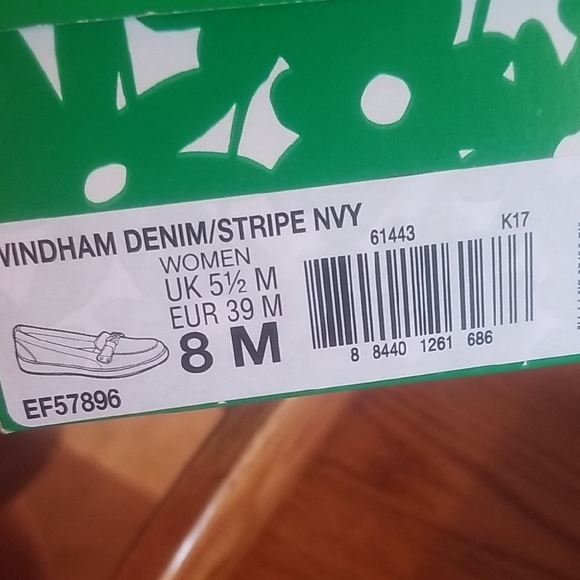 WINDHAM DENIM/STRIPE NVY
WOMEN
UK 5½ M
EUR 39 M
8 M
EF57896
61443
K17
8 8440 1261 686